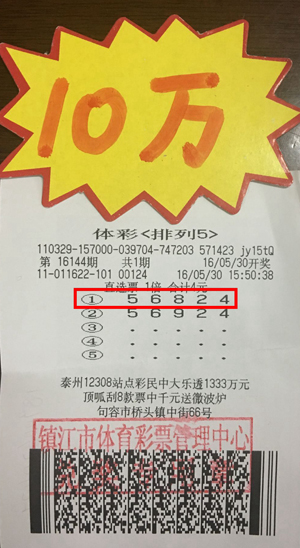 10万
体彩<排列5>
110329-157000-039704-747203 571423 jy15tQ
第 16144期 共1期 16/05/30开奖
11-011622-101 00124 16/05/30 15:50:38
直选票 1倍 合计4元
① 5 6 8 2 4
② 5 6 9 2 4
③ - - - - -
④ - - - - -
⑤ - - - - -
泰州12308站点彩民中大乐透1333万元
顶呱刮8款票中千元送微波炉
句容市桥头镇中街66号
镇江市体育彩票管理中心